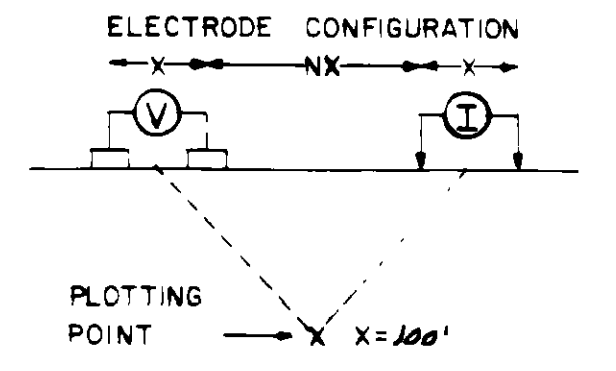 ELECTRODE CONFIGURATION
X NX X
V I
PLOTTING
POINT X X=100'